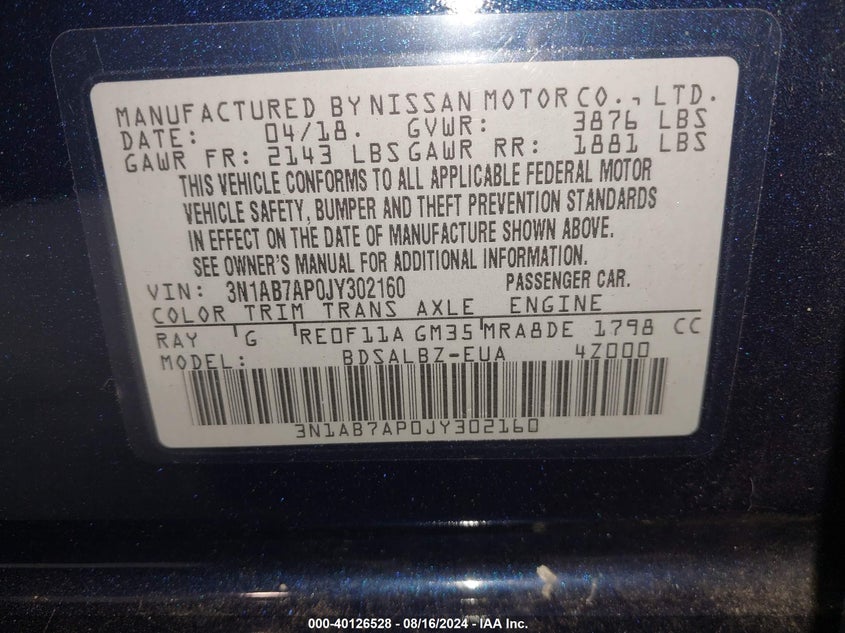 MANUFACTURED BY NISSAN MOTOR CO., LTD.
DATE: 04/18. GVWR: 3876 LBS
GAWR FR: 2143 LBS GAWR RR: 1881 LBS
THIS VEHICLE CONFORMS TO ALL APPLICABLE FEDERAL MOTOR
VEHICLE SAFETY, BUMPER AND THEFT PREVENTION STANDARDS
IN EFFECT ON THE DATE OF MANUFACTURE SHOWN ABOVE.
SEE OWNER'S MANUAL FOR ADDITIONAL INFORMATION.
VIN: 3N1AB7AP0JY302160 PASSENGER CAR.
COLOR TRIM TRANS AXLE ENGINE
RAY G RE0F11A GM35 MRA8DE 1798 CC
MODEL: BDSALBZ-EUA 4Z000
3N1AB7AP0JY302160
000-40126528 - 08/16/2024 - IAA Inc.